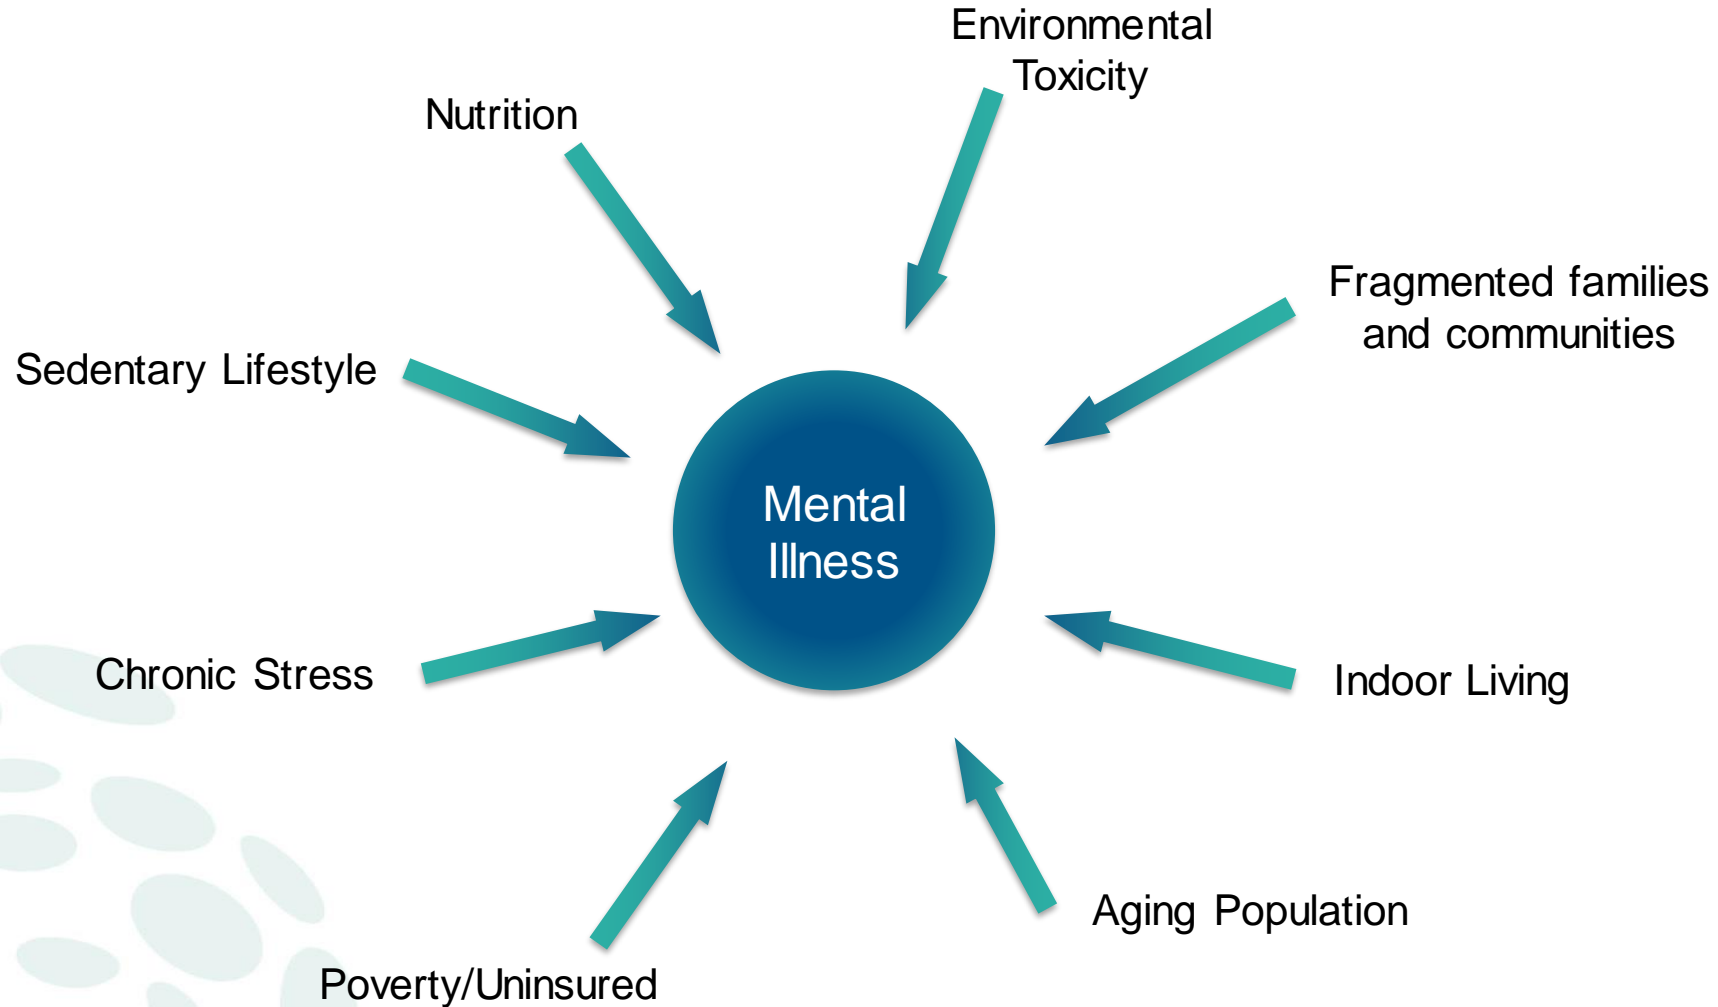 Environmental
Toxicity
Nutrition
Fragmented families
and communities
Sedentary Lifestyle
Mental
Illness
Chronic Stress
Indoor Living
Aging Population
Poverty/Uninsured